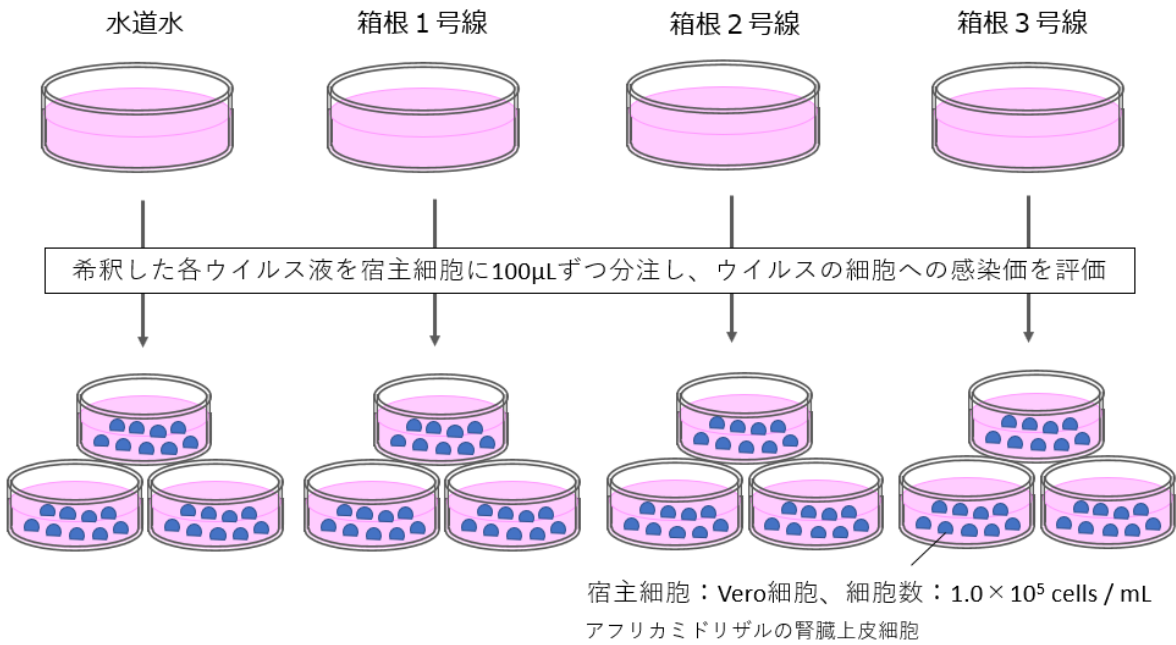 水道水
箱根１号線
箱根２号線
箱根３号線
希釈した各ウイルス液を宿主細胞に100μLずつ分注し、ウイルスの細胞への感染価を評価
宿主細胞：Vero細胞、細胞数：1.0×10⁵ cells / mL
アフリカミドリザルの腎臓上皮細胞